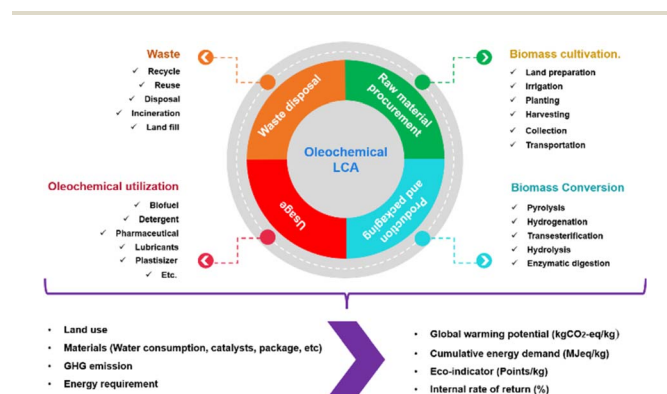 Waste
✓ Recycle
✓ Reuse
✓ Disposal
✓ Incineration
✓ Land fill
Biomass cultivation.
✓ Land preparation
✓ Irrigation
✓ Planting
✓ Harvesting
✓ Collection
✓ Transportation
Waste disposal
Raw material
procurement
Oleochemical
LCA
Usage
Production
and packaging
Oleochemical utilization
✓ Biofuel
✓ Detergent
✓ Pharmaceutical
✓ Lubricants
✓ Plastisizer
✓ Etc.
Biomass Conversion
✓ Pyrolysis
✓ Hydrogenation
✓ Transesterification
✓ Hydrolysis
✓ Enzymatic digestion
• Land use
• Materials (Water consumption, catalysts, package, etc)
• GHG emission
• Energy requirement
• Global warming potential (kgCO2-eq/kg)
• Cumulative energy demand (MJeq/kg)
• Eco-indicator (Points/kg)
• Internal rate of return (%)